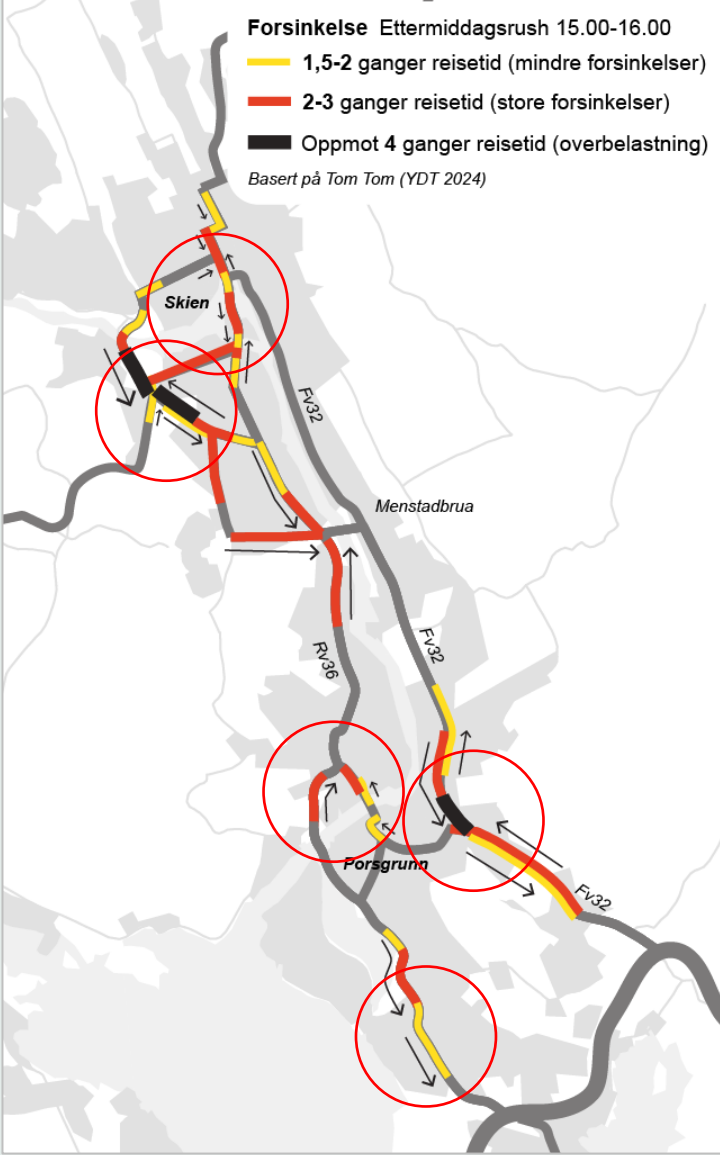 Forsinkelse Ettermiddagsrush 15.00-16.00
1,5-2 ganger reisetid (mindre forsinkelser)
2-3 ganger reisetid (store forsinkelser)
Oppmot 4 ganger reisetid (overbelastning)
Basert på Tom Tom (YDT 2024)
Skien
Fv32
Menstadbrua
Fv32
Rv36
Porsgrunn
Fv32